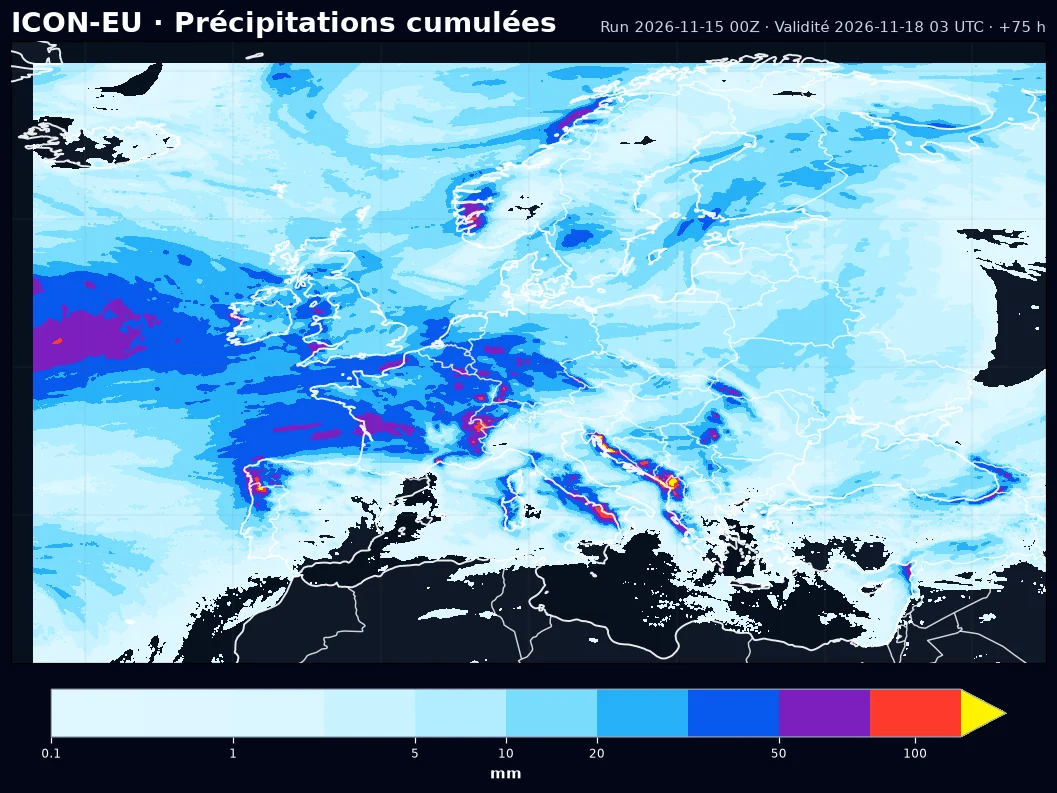 ICON-EU · Précipitations cumulées
Run 2026-11-15 00Z · Validité 2026-11-18 03 UTC · +75 h
0.1 1 5 10 20 50 100
mm